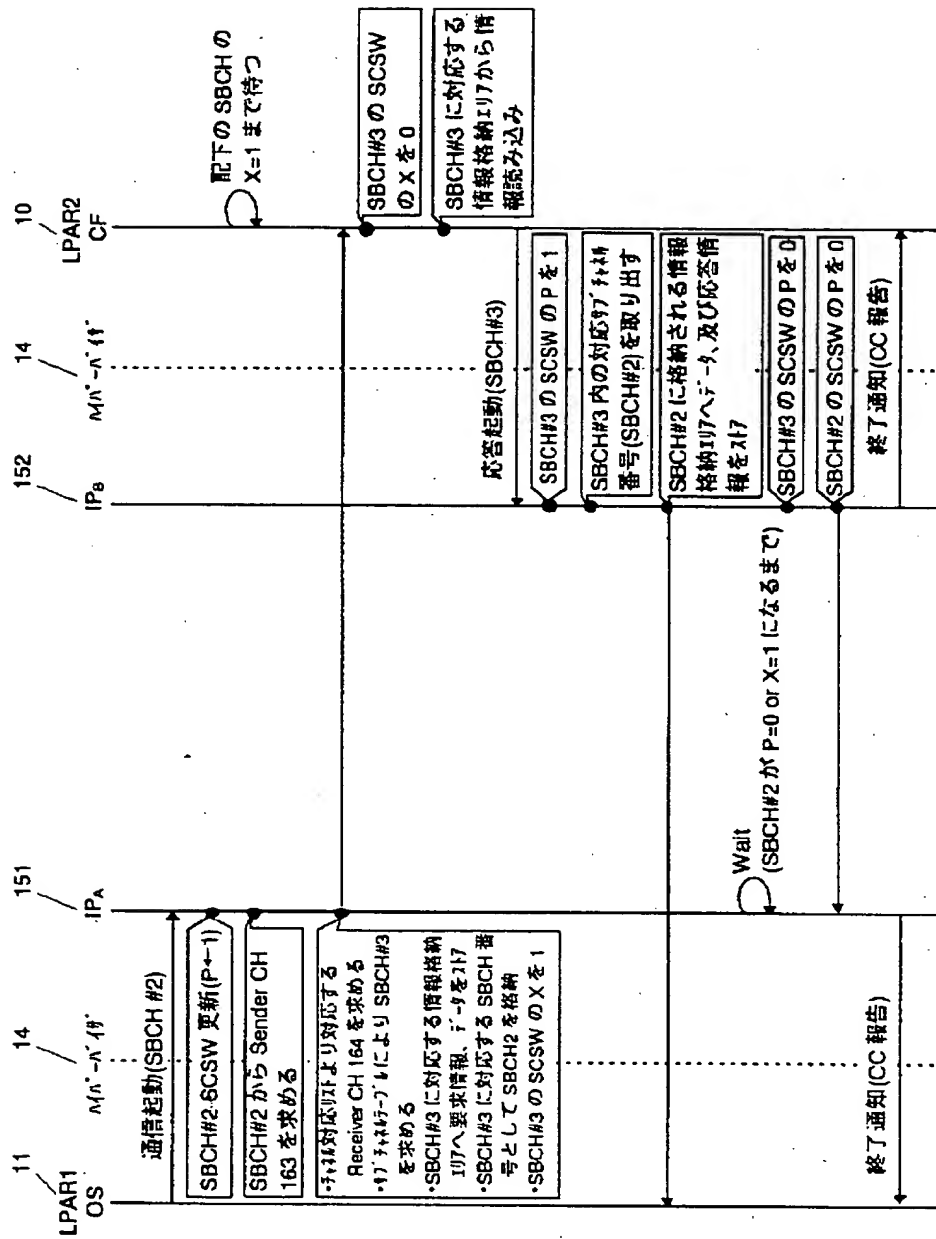 11
LPAR1
OS
14
ハイパーバイザ
151
IPA
152
IPB
14
ハイパーバイザ
10
LPAR2
CF
通信起動(SBCH #2)
SBCH#2 SCSW 更新(P←1)
SBCH#2 から Sender CH
163 を求める
・チャネル対応リストより対応する
Receiver CH 164 を求める
・サブチャネルテーブルにより SBCH#3
を求める
・SBCH#3 に対応する情報格納
エリアへ要求情報、データをストア
・SBCH#3 に対応する SBCH 番
号として SBCH2 を格納
・SBCH#3 の SCSW の X を 1
配下の SBCH の
X=1 まで待つ
SBCH#3 の SCSW
の X を 0
SBCH#3 に対応する
情報格納エリアから情
報読み込み
応答起動(SBCH#3)
SBCH#3 の SCSW の P を 1
SBCH#3 内の対応サブチャネル
番号(SBCH#2)を取り出す
SBCH#2 に格納される情報
格納エリアへデータ、及び応答情
報をストア
Wait
(SBCH#2 が P=0 or X=1 になるまで)
SBCH#3 の SCSW の P を 0
SBCH#2 の SCSW の P を 0
終了通知(CC 報告)
終了通知(CC 報告)